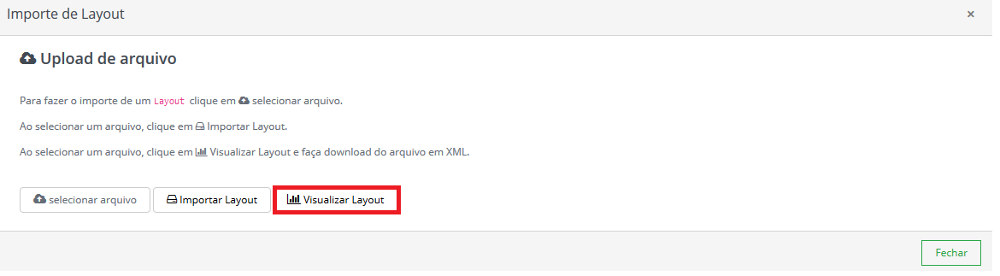 Importe de Layout ×
Upload de arquivo
Para fazer o importe de um Layout clique em selecionar arquivo.
Ao selecionar um arquivo, clique em Importar Layout.
Ao selecionar um arquivo, clique em Visualizar Layout e faça download do arquivo em XML.
selecionar arquivo Importar Layout Visualizar Layout
Fechar